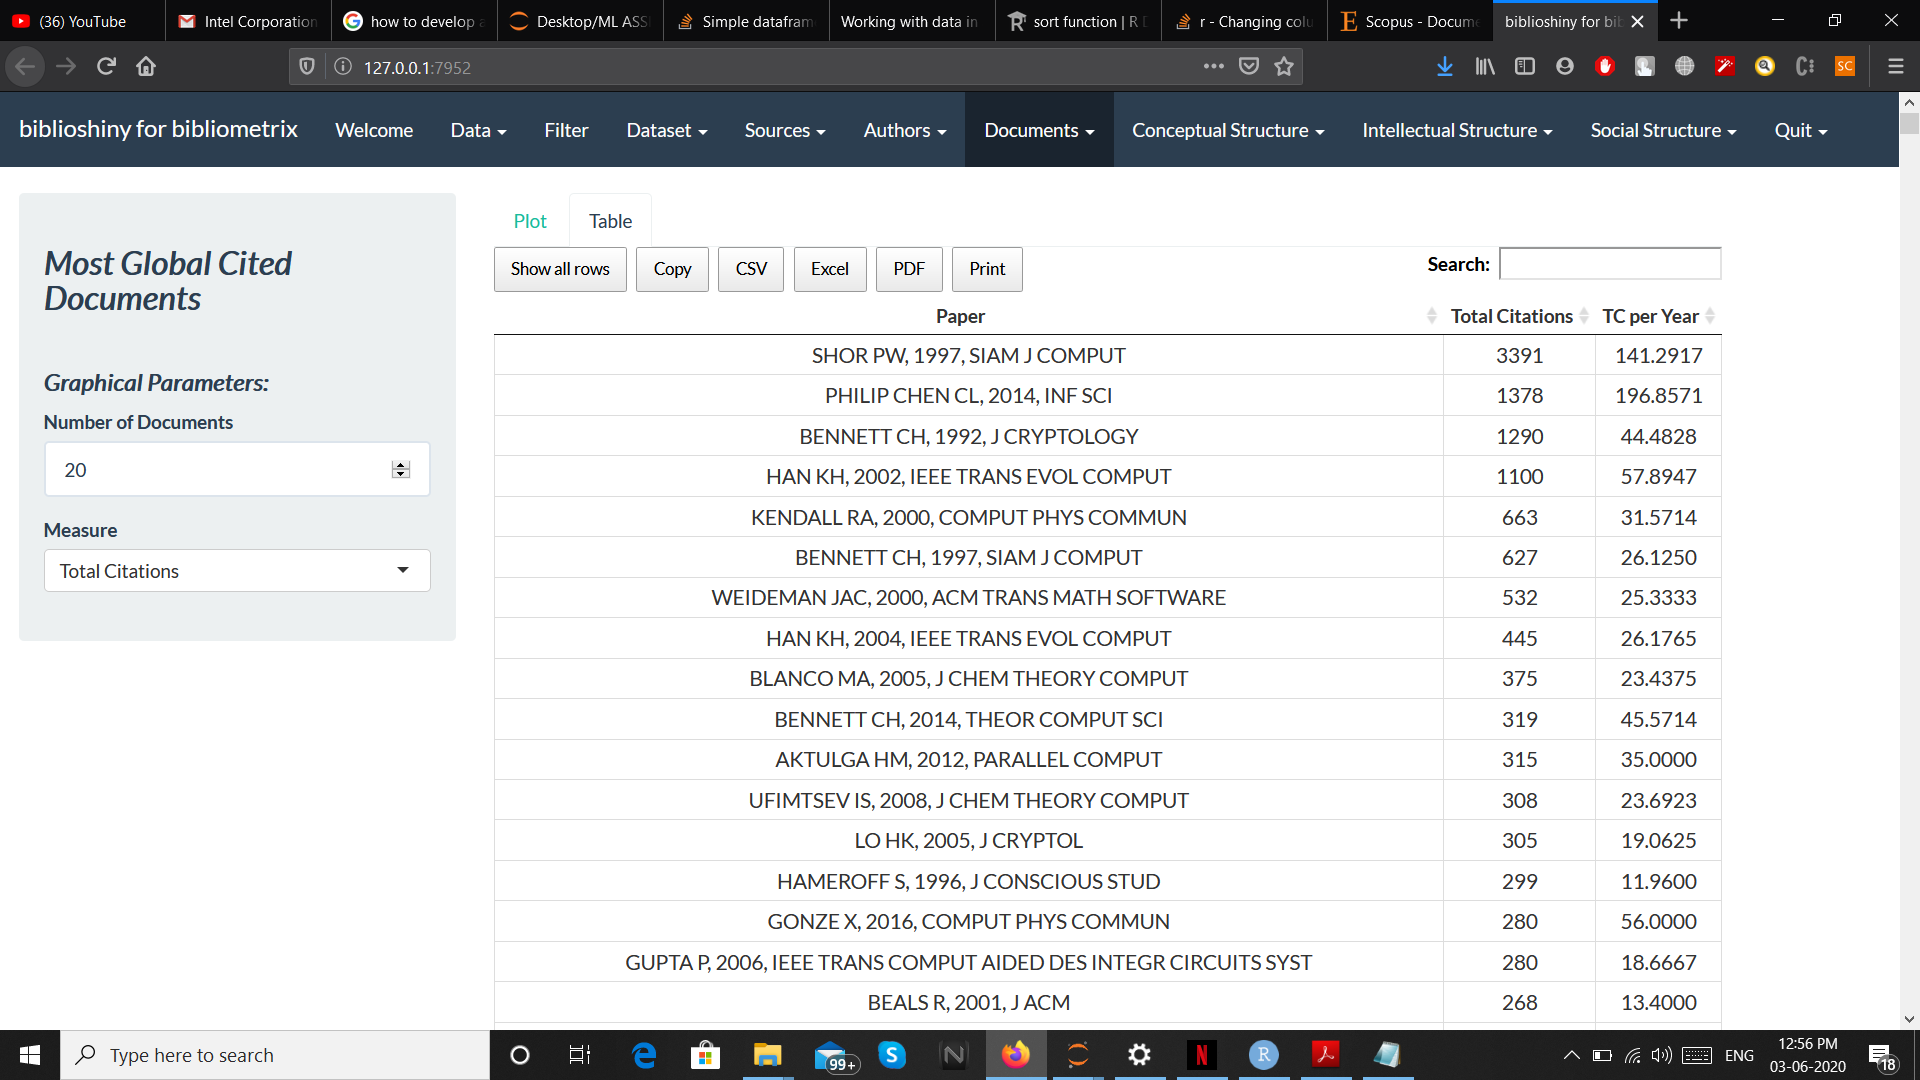 (36) YouTube
Intel Corporation
how to develop a
Desktop/ML ASS
Simple datafram
Working with data in
sort function | R D
r - Changing colu
Scopus - Docume
biblioshiny for bib
127.0.0.1:7952
SC
biblioshiny for bibliometrix Welcome Data Filter Dataset Sources Authors Documents Conceptual Structure Intellectual Structure Social Structure Quit
Most Global Cited
Documents
Graphical Parameters:
Number of Documents
20
Measure
Total Citations
Plot Table
Show all rows Copy CSV Excel PDF Print Search:
Paper Total Citations TC per Year
SHOR PW, 1997, SIAM J COMPUT 3391 141.2917
PHILIP CHEN CL, 2014, INF SCI 1378 196.8571
BENNETT CH, 1992, J CRYPTOLOGY 1290 44.4828
HAN KH, 2002, IEEE TRANS EVOL COMPUT 1100 57.8947
KENDALL RA, 2000, COMPUT PHYS COMMUN 663 31.5714
BENNETT CH, 1997, SIAM J COMPUT 627 26.1250
WEIDEMAN JAC, 2000, ACM TRANS MATH SOFTWARE 532 25.3333
HAN KH, 2004, IEEE TRANS EVOL COMPUT 445 26.1765
BLANCO MA, 2005, J CHEM THEORY COMPUT 375 23.4375
BENNETT CH, 2014, THEOR COMPUT SCI 319 45.5714
AKTULGA HM, 2012, PARALLEL COMPUT 315 35.0000
UFIMTSEV IS, 2008, J CHEM THEORY COMPUT 308 23.6923
LO HK, 2005, J CRYPTOL 305 19.0625
HAMEROFF S, 1996, J CONSCIOUS STUD 299 11.9600
GONZE X, 2016, COMPUT PHYS COMMUN 280 56.0000
GUPTA P, 2006, IEEE TRANS COMPUT AIDED DES INTEGR CIRCUITS SYST 280 18.6667
BEALS R, 2001, J ACM 268 13.4000
Type here to search
99+
ENG
12:56 PM
03-06-2020
18